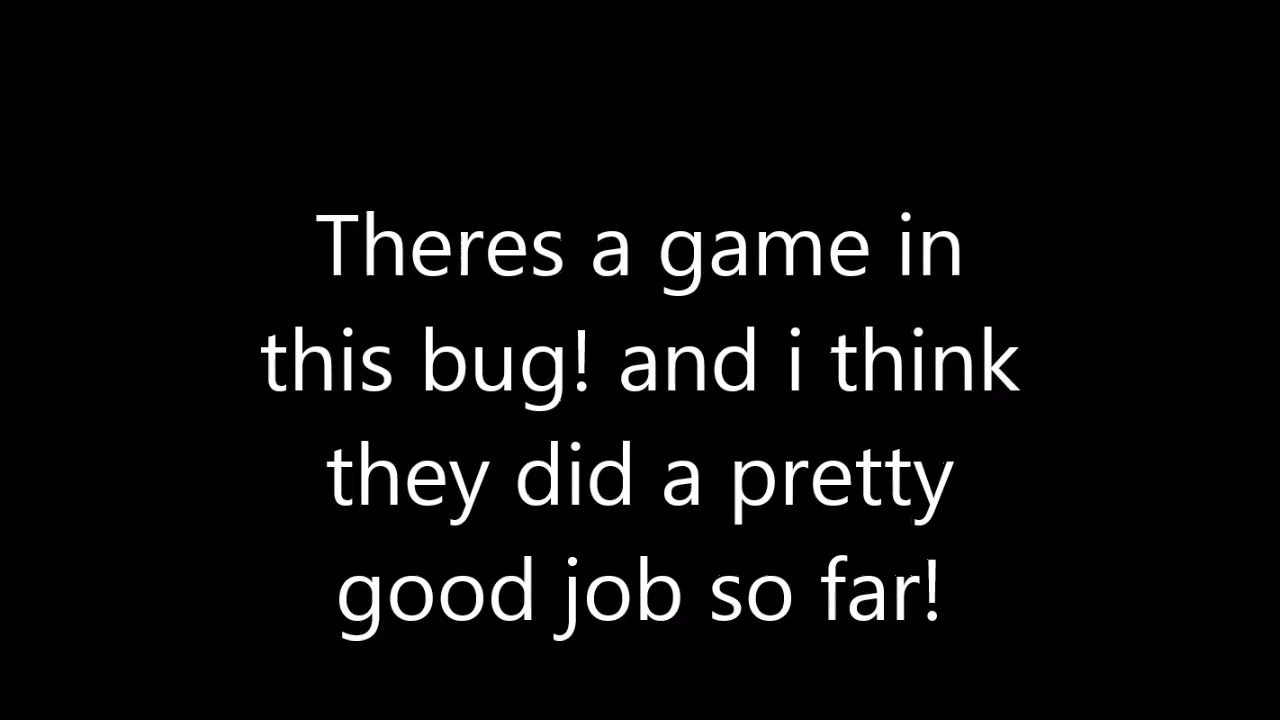 Theres a game in
this bug! and i think
they did a pretty
good job so far!